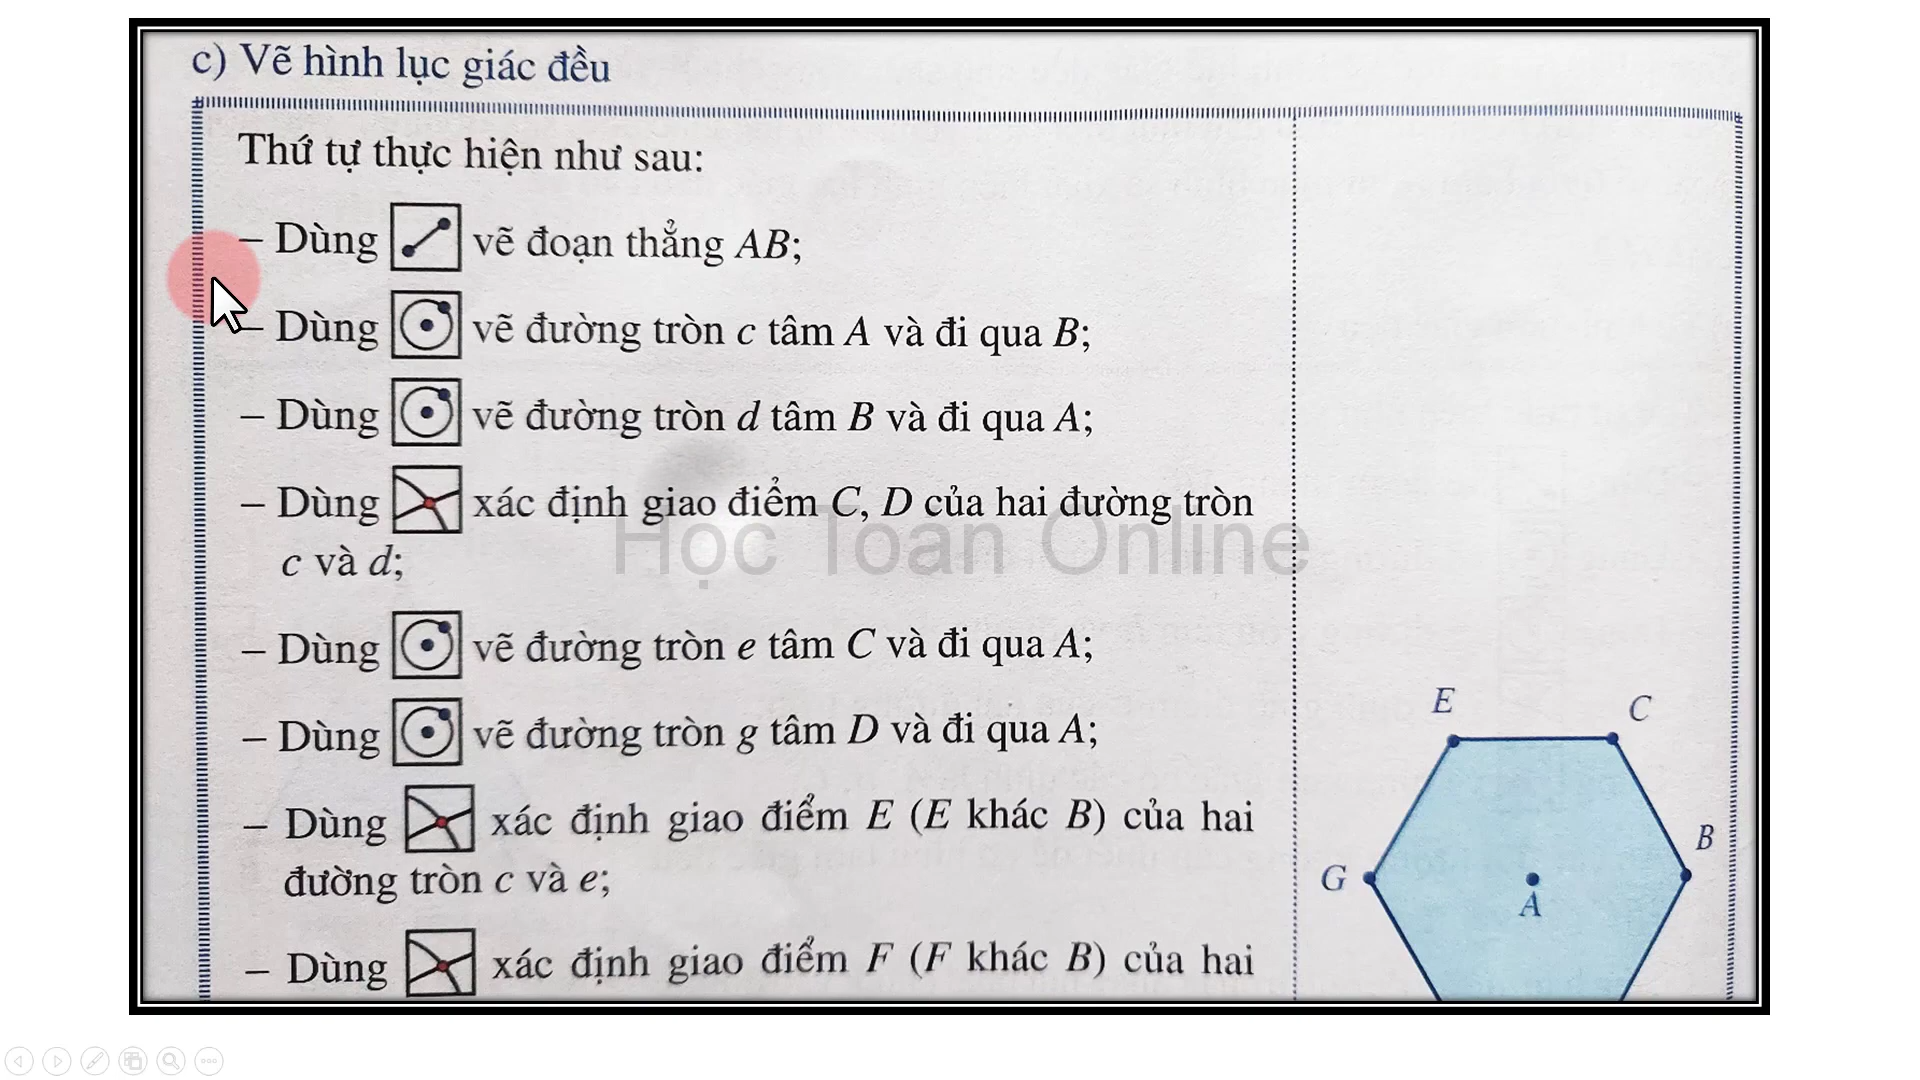 c) Vẽ hình lục giác đều
Thứ tự thực hiện như sau:
– Dùng vẽ đoạn thẳng AB;
– Dùng vẽ đường tròn c tâm A và đi qua B;
– Dùng vẽ đường tròn d tâm B và đi qua A;
– Dùng xác định giao điểm C, D của hai đường tròn
c và d;
– Dùng vẽ đường tròn e tâm C và đi qua A;
– Dùng vẽ đường tròn g tâm D và đi qua A;
– Dùng xác định giao điểm E (E khác B) của hai
đường tròn c và e;
– Dùng xác định giao điểm F (F khác B) của hai
E
C
B
G
A
Học Toan Online